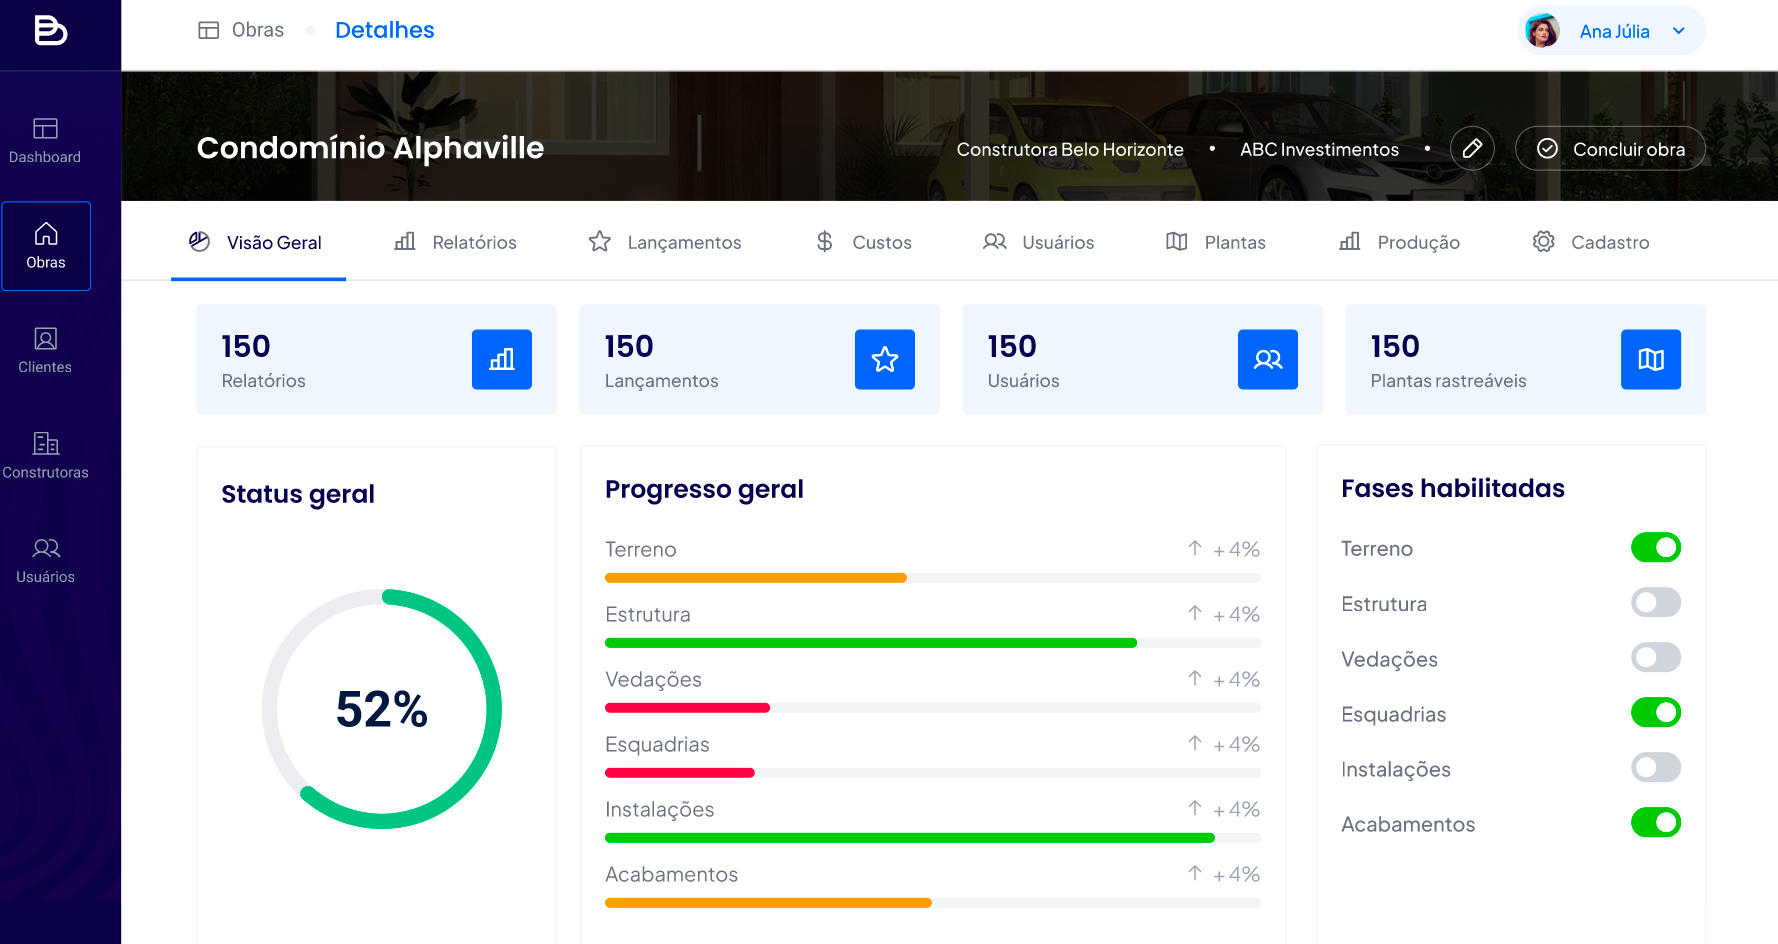 Obras
Detalhes
Ana Júlia
Dashboard
Obras
Clientes
Construtoras
Usuários
Condomínio Alphaville
Construtora Belo Horizonte • ABC Investimentos •
Concluir obra
Visão Geral
Relatórios
Lançamentos
Custos
Usuários
Plantas
Produção
Cadastro
150
Relatórios
150
Lançamentos
150
Usuários
150
Plantas rastreáveis
Status geral
52%
Progresso geral
Terreno + 4%
Estrutura + 4%
Vedações + 4%
Esquadrias + 4%
Instalações + 4%
Acabamentos + 4%
Fases habilitadas
Terreno
Estrutura
Vedações
Esquadrias
Instalações
Acabamentos